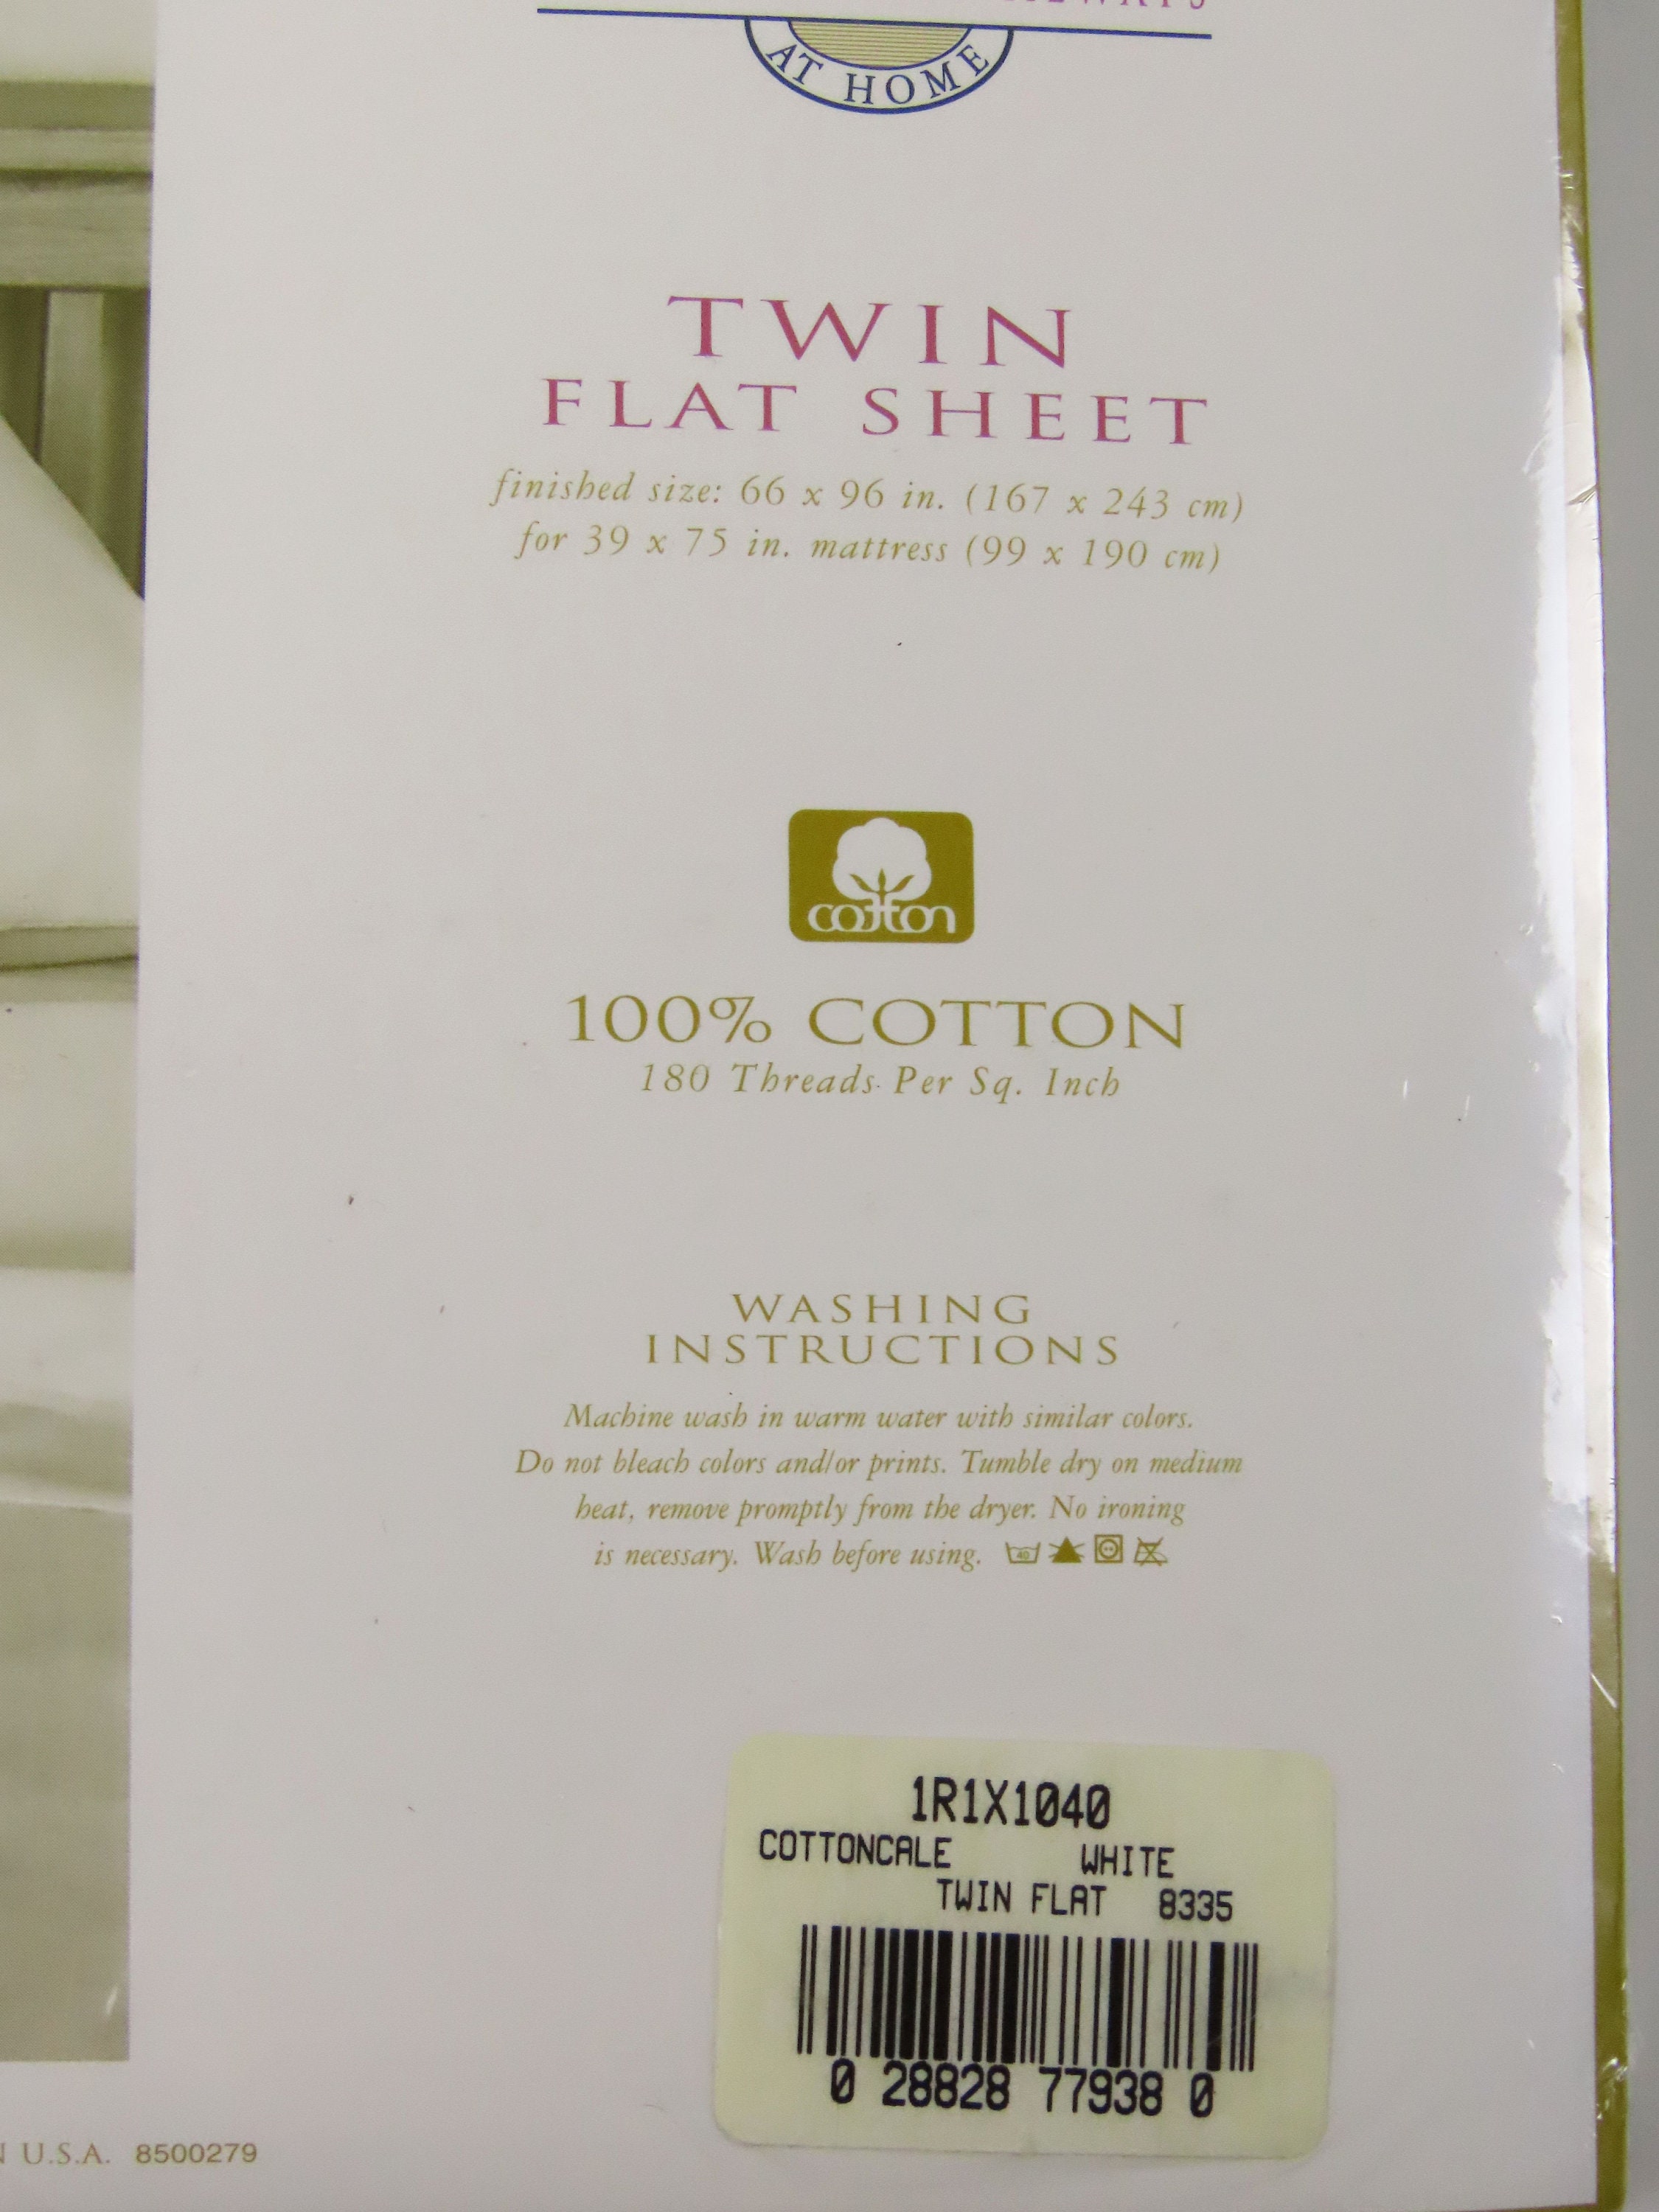 AT HOME
TWIN
FLAT SHEET
finished size: 66 x 96 in. (167 x 243 cm)
for 39 x 75 in. mattress (99 x 190 cm)
cotton
100% COTTON
180 Threads Per Sq. Inch
WASHING
INSTRUCTIONS
Machine wash in warm water with similar colors.
Do not bleach colors and/or prints. Tumble dry on medium
heat, remove promptly from the dryer. No ironing
is necessary. Wash before using. 40
1R1X1040
COTTONCALE WHITE
TWIN FLAT 8335
0 28828 77938 0
U.S.A. 8500279